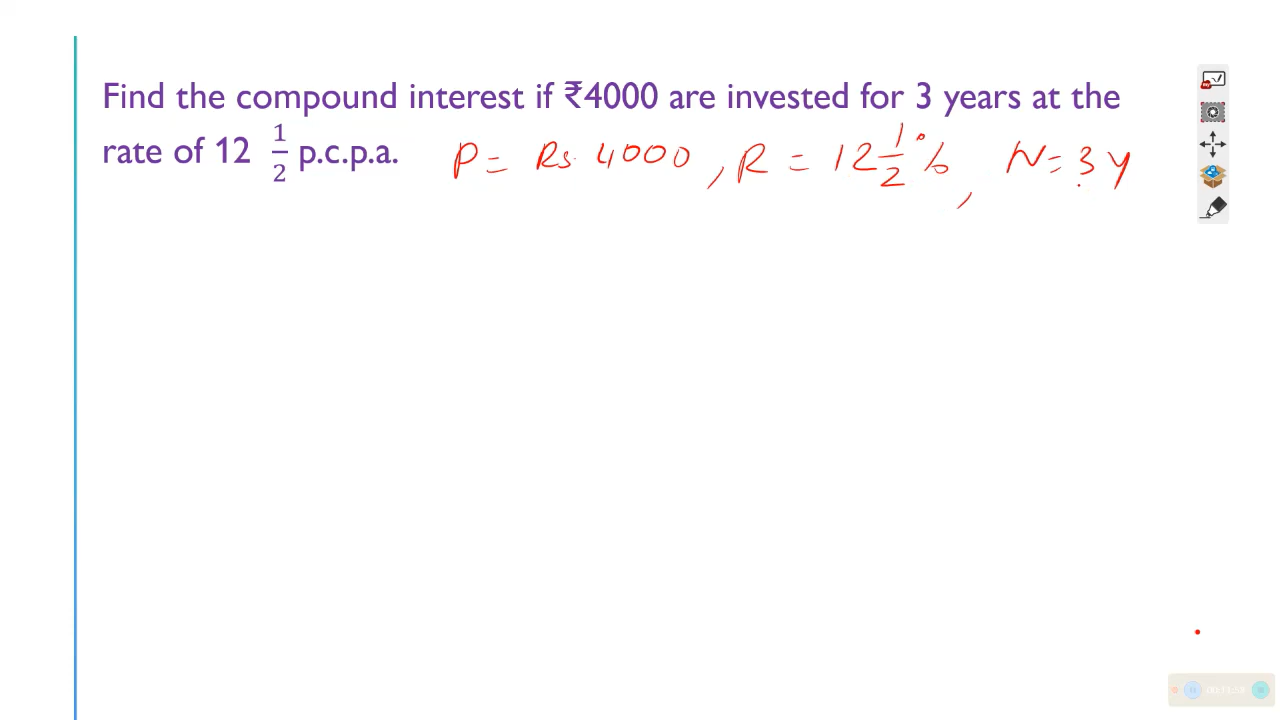 Find the compound interest if ₹4000 are invested for 3 years at the
rate of 12 1/2 p.c.p.a. P = Rs. 4000, R = 12 1/2 %, N = 3 y